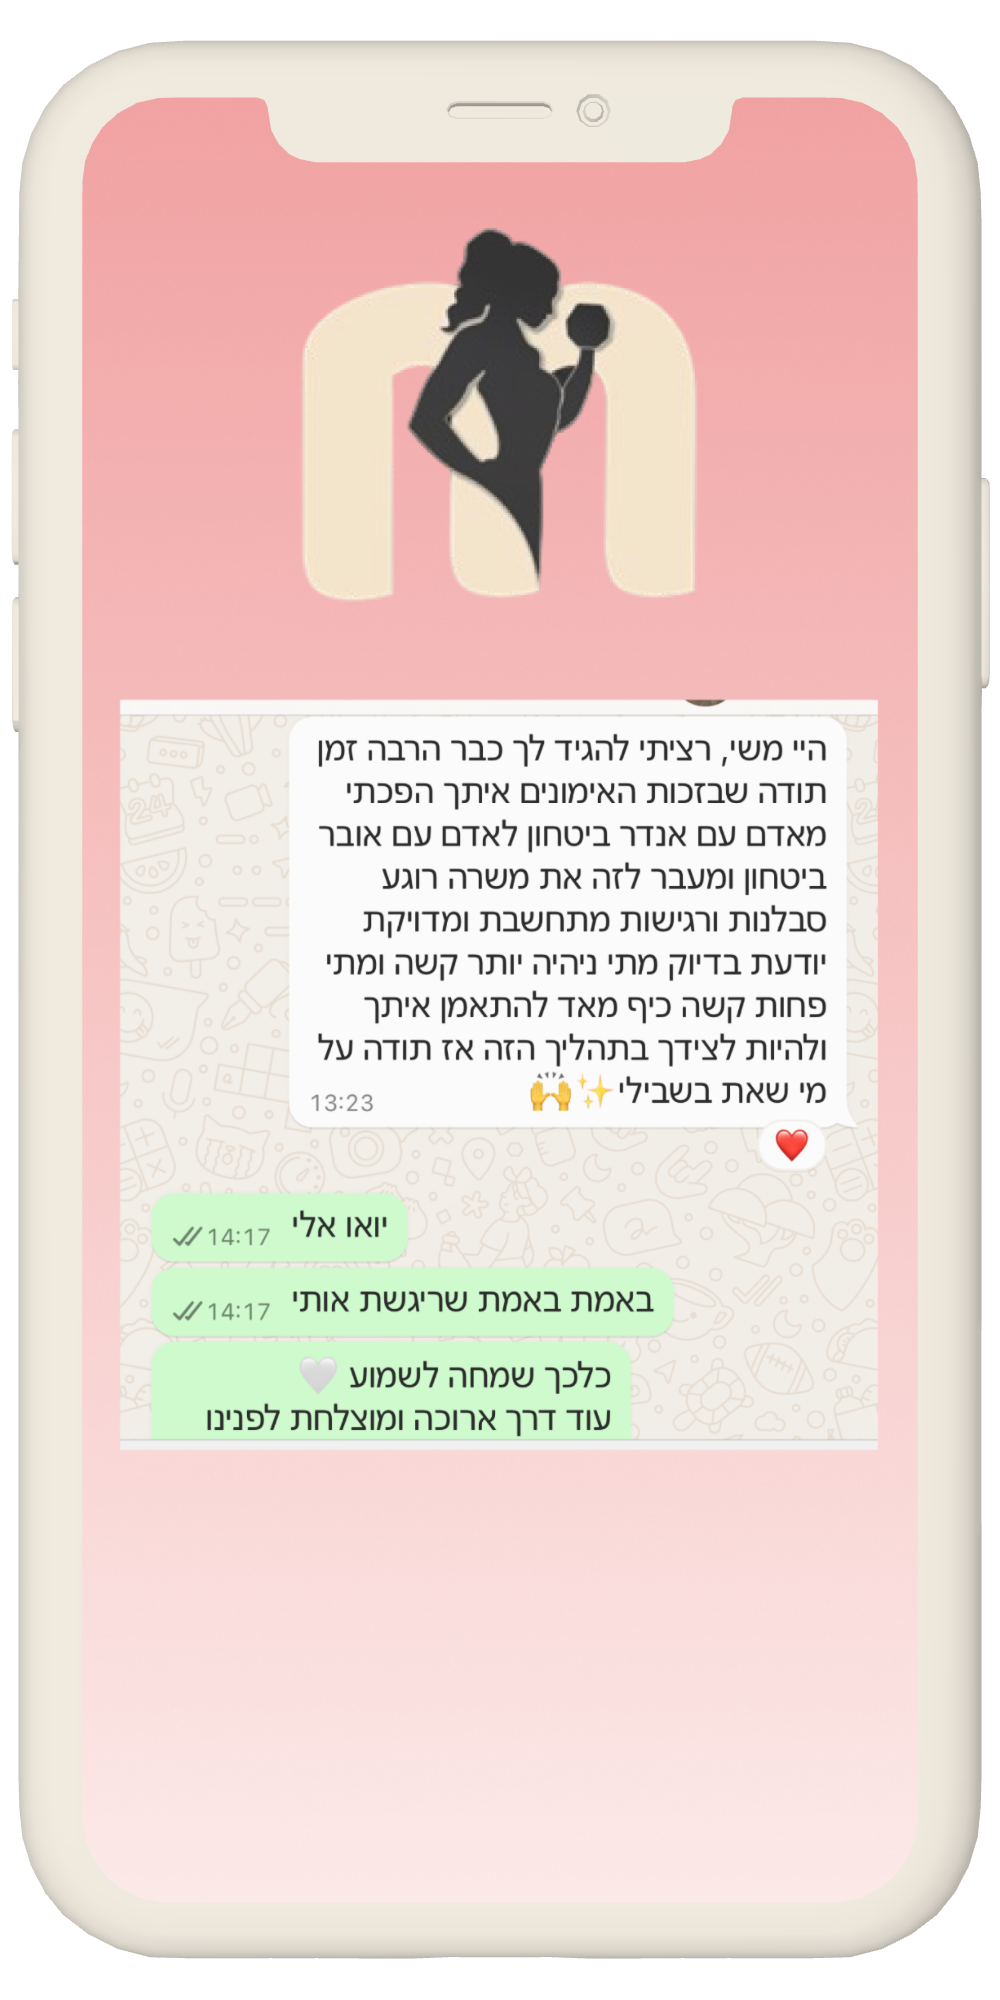 היי משי, רציתי להגיד לך כבר הרבה זמן
תודה שבזכות האימונים איתך הפכתי
מאדם עם אנדר ביטחון לאדם עם אובר
ביטחון ומעבר לזה את משרה רוגע
סבלנות ורגישות מתחשבת ומדויקת
יודעת בדיוק מתי ניהיה יותר קשה ומתי
פחות קשה כיף מאד להתאמן איתך
ולהיות לצידך בתהליך הזה אז תודה על
מי שאת בשבילי✨🙌
13:23
יואו אלי
14:17
באמת באמת שריגשת אותי
14:17
כלכך שמחה לשמוע 🤍
עוד דרך ארוכה ומוצלחת לפנינו